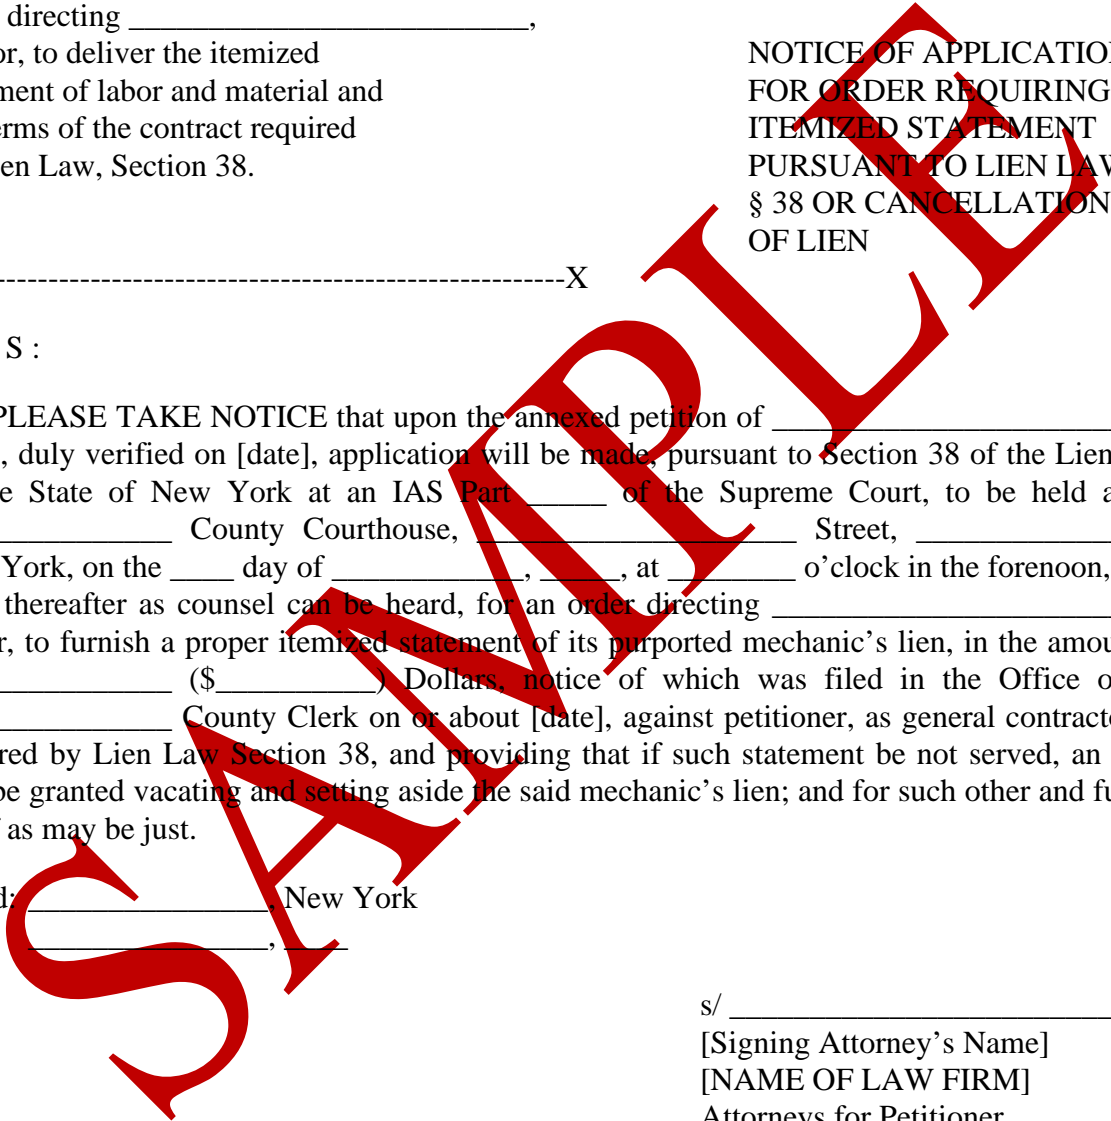 directing _________________________,
or, to deliver the itemized
ment of labor and material and
erms of the contract required
en Law, Section 38.
NOTICE OF APPLICATION
FOR ORDER REQUIRING
ITEMIZED STATEMENT
PURSUANT TO LIEN LAW
§ 38 OR CANCELLATION
OF LIEN
-----------------------------------------------------------X
S :
PLEASE TAKE NOTICE that upon the annexed petition of ______________________
, duly verified on [date], application will be made, pursuant to Section 38 of the Lien
e State of New York at an IAS Part _____ of the Supreme Court, to be held a
___________ County Courthouse, ____________________ Street, _____________
York, on the ____ day of ____________, _____, at ________ o’clock in the forenoon,
thereafter as counsel can be heard, for an order directing ______________________
r, to furnish a proper itemized statement of its purported mechanic’s lien, in the amou
___________ ($__________) Dollars, notice of which was filed in the Office o
___________ County Clerk on or about [date], against petitioner, as general contracto
red by Lien Law Section 38, and providing that if such statement be not served, an
be granted vacating and setting aside the said mechanic’s lien; and for such other and fu
as may be just.
d: _______________, New York
_______________, ____
s/ ________________________
[Signing Attorney’s Name]
[NAME OF LAW FIRM]
Attorneys for Petitioner
SAMPLE